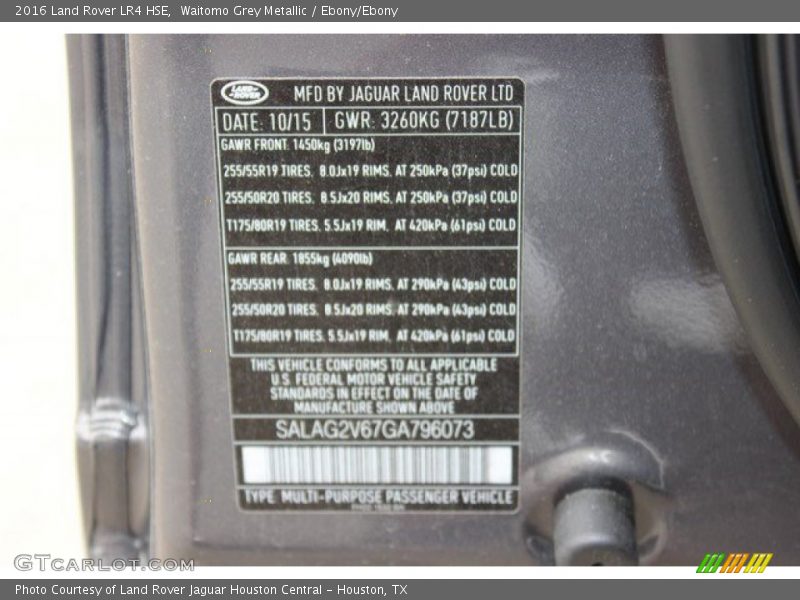 2016 Land Rover LR4 HSE, Waitomo Grey Metallic / Ebony/Ebony
LAND ROVER
MFD BY JAGUAR LAND ROVER LTD
DATE: 10/15 GWR: 3260KG (7187LB)
GAWR FRONT. 1450kg (3197lb)
255/55R19 TIRES, 8.0Jx19 RIMS, AT 250kPa (37psi) COLD
255/50R20 TIRES, 8.5Jx20 RIMS, AT 250kPa (37psi) COLD
T175/80R19 TIRES, 5.5Jx19 RIM, AT 420kPa (61psi) COLD
GAWR REAR. 1855kg (4090lb)
255/55R19 TIRES, 8.0Jx19 RIMS, AT 290kPa (43psi) COLD
255/50R20 TIRES, 8.5Jx20 RIMS, AT 290kPa (43psi) COLD
T175/80R19 TIRES, 5.5Jx19 RIM, AT 420kPa (61psi) COLD
THIS VEHICLE CONFORMS TO ALL APPLICABLE
U.S. FEDERAL MOTOR VEHICLE SAFETY
STANDARDS IN EFFECT ON THE DATE OF
MANUFACTURE SHOWN ABOVE
SALAG2V67GA796073
TYPE: MULTI-PURPOSE PASSENGER VEHICLE
GTCARLOT.COM
Photo Courtesy of Land Rover Jaguar Houston Central - Houston, TX